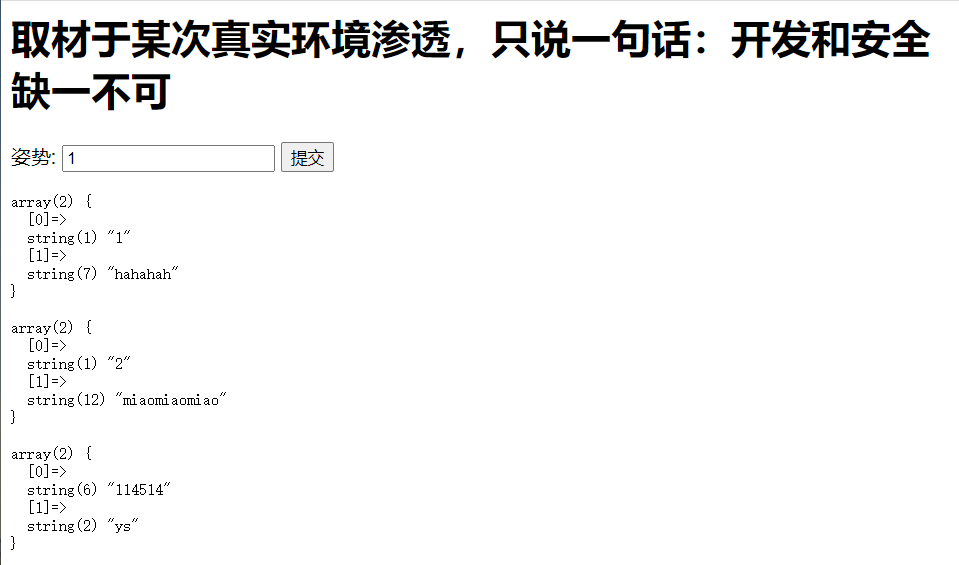 取材于某次真实环境渗透，只说一句话：开发和安全
缺一不可
姿势: 1 提交
array(2) {
  [0]=>
  string(1) "1"
  [1]=>
  string(7) "hahahah"
}
array(2) {
  [0]=>
  string(1) "2"
  [1]=>
  string(12) "miaomiaomiao"
}
array(2) {
  [0]=>
  string(6) "114514"
  [1]=>
  string(2) "ys"
}